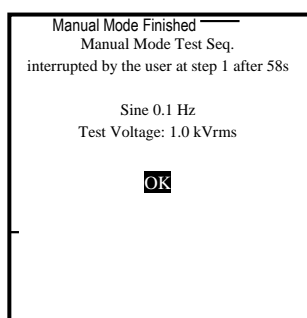 Manual Mode Finished
Manual Mode Test Seq.
interrupted by the user at step 1 after 58s
Sine 0.1 Hz
Test Voltage: 1.0 kVrms
OK